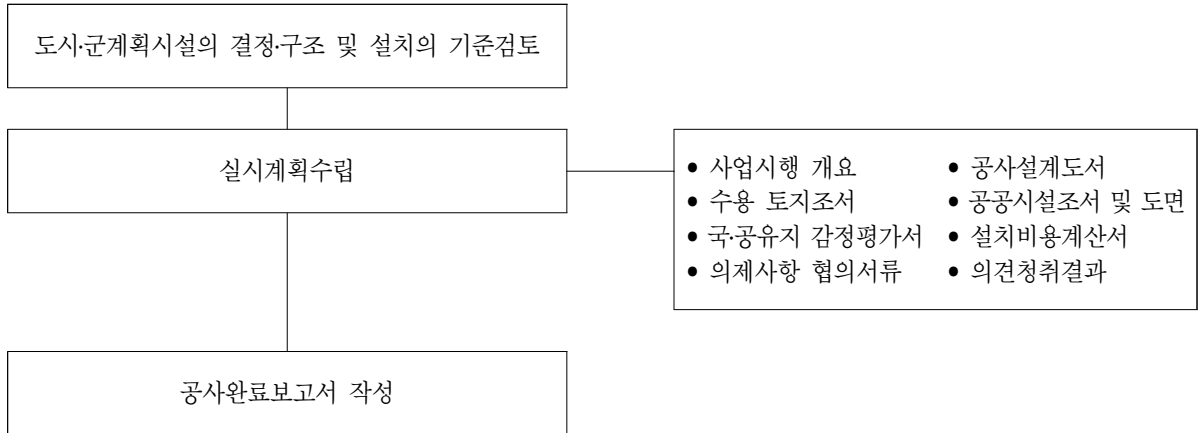 도시·군계획시설의 결정·구조 및 설치의 기준검토
실시계획수립
• 사업시행 개요
• 공사설계도서
• 수용 토지조서
• 공공시설조서 및 도면
• 국·공유지 감정평가서
• 설치비용계산서
• 의제사항 협의서류
• 의견청취결과
공사완료보고서 작성